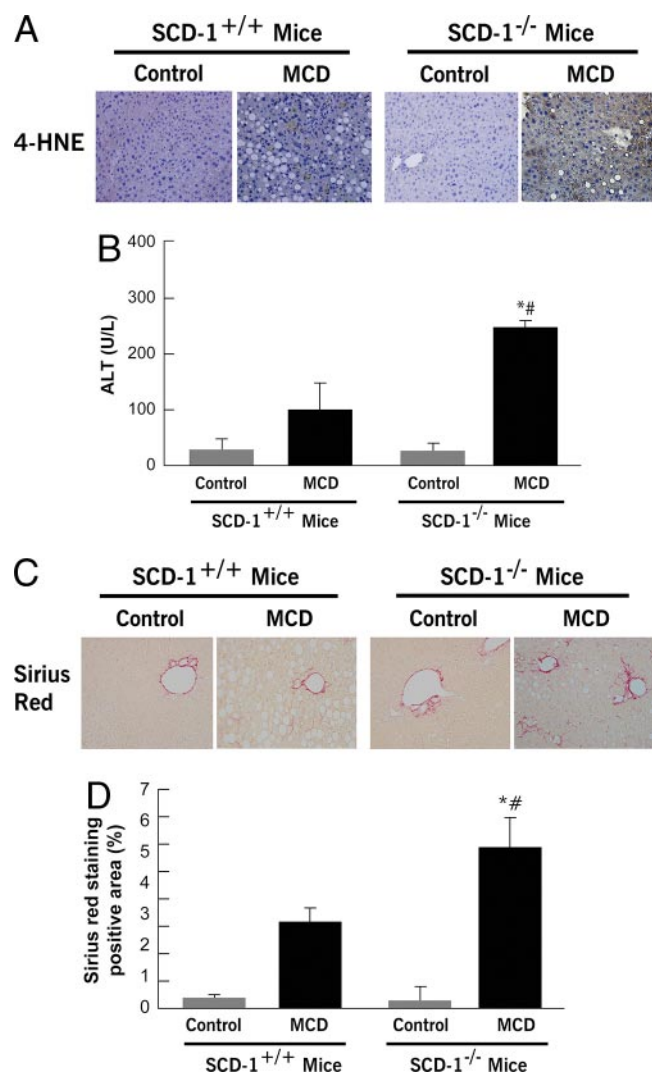 A
SCD-1+/+ Mice SCD-1-/- Mice
Control MCD Control MCD
4-HNE
B
400
300
200
100
0
ALT (U/L)
*#
Control MCD Control MCD
SCD-1+/+ Mice SCD-1-/- Mice
C
SCD-1+/+ Mice SCD-1-/- Mice
Control MCD Control MCD
Sirius
Red
D
7
6
5
4
3
2
1
0
Sirius red staining
positive area (%)
*#
Control MCD Control MCD
SCD-1+/+ Mice SCD-1-/- Mice